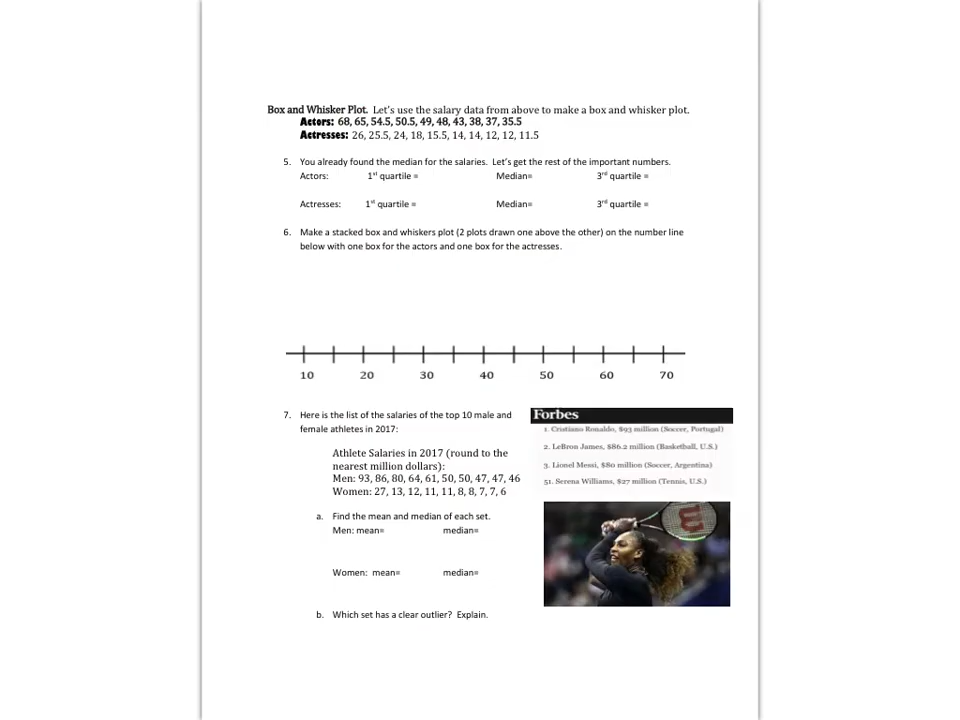 Box and Whisker Plot. Let's use the salary data from above to make a box and whisker plot.
Actors: 68, 65, 54.5, 50.5, 49, 48, 43, 38, 37, 35.5
Actresses: 26, 25.5, 24, 18, 15.5, 14, 14, 12, 12, 11.5
5. You already found the median for the salaries. Let's get the rest of the important numbers.
Actors: 1st quartile = Median= 3rd quartile =
Actresses: 1st quartile = Median= 3rd quartile =
6. Make a stacked box and whiskers plot (2 plots drawn one above the other) on the number line
below with one box for the actors and one box for the actresses.
10 20 30 40 50 60 70
7. Here is the list of the salaries of the top 10 male and
female athletes in 2017:
Athlete Salaries in 2017 (round to the
nearest million dollars):
Men: 93, 86, 80, 64, 61, 50, 50, 47, 47, 46
Women: 27, 13, 12, 11, 11, 8, 8, 7, 7, 6
a. Find the mean and median of each set.
Men: mean= median=
Women: mean= median=
b. Which set has a clear outlier? Explain.
Forbes
1. Cristiano Ronaldo, $93 million (Soccer, Portugal)
2. LeBron James, $86.2 million (Basketball, U.S.)
3. Lionel Messi, $80 million (Soccer, Argentina)
51. Serena Williams, $27 million (Tennis, U.S.)
W